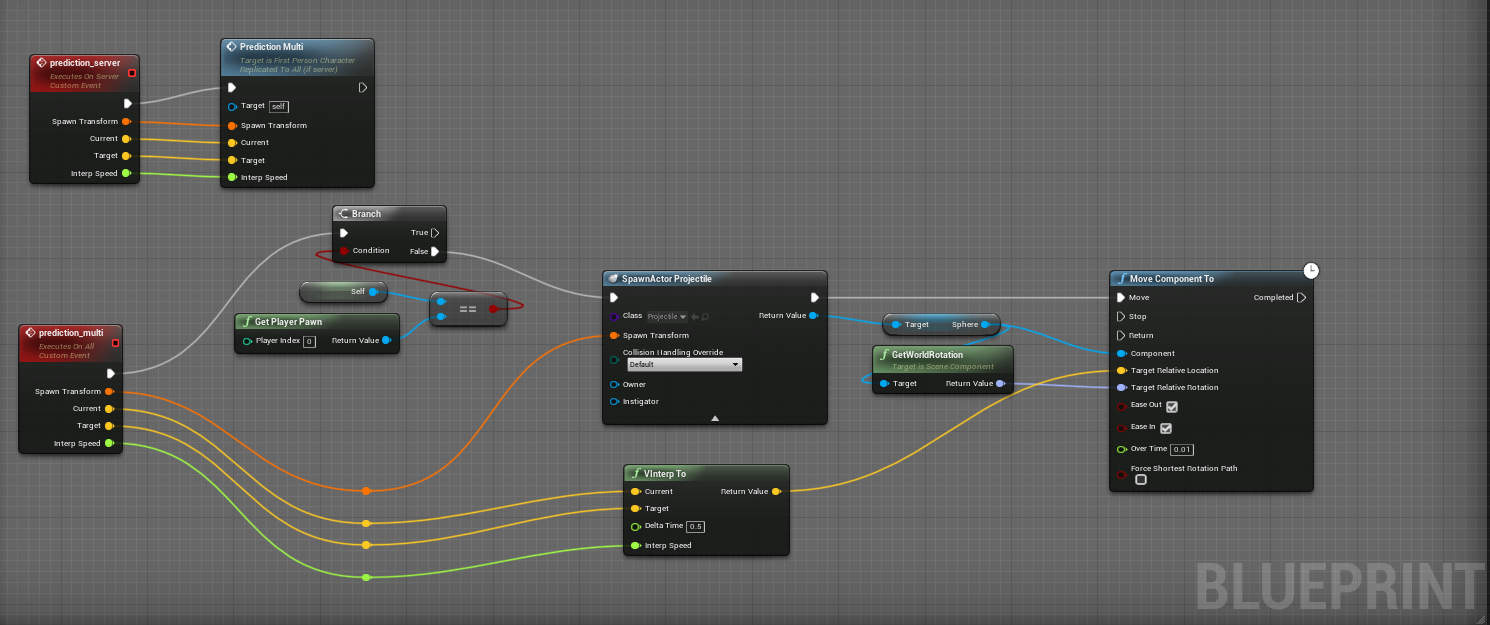 prediction_server
Executes On Server
Custom Event
Spawn Transform
Current
Target
Interp Speed
Prediction Multi
Target is First Person Character
Replicated To All (if server)
Target self
Spawn Transform
Current
Target
Interp Speed
Branch
True
Condition
False
Self
==
Get Player Pawn
Player Index 0
Return Value
prediction_multi
Executes On All
Custom Event
Spawn Transform
Current
Target
Interp Speed
SpawnActor Projectile
Class Projectile
Return Value
Spawn Transform
Collision Handling Override
Default
Owner
Instigator
VInterp To
Current
Return Value
Target
Delta Time 0.5
Interp Speed
Target
Sphere
GetWorldRotation
Target is Scene Component
Target
Return Value
Move Component To
Move
Completed
Stop
Return
Component
Target Relative Location
Target Relative Rotation
Ease Out
Ease In
Over Time 0.01
Force Shortest Rotation Path
BLUEPRINT